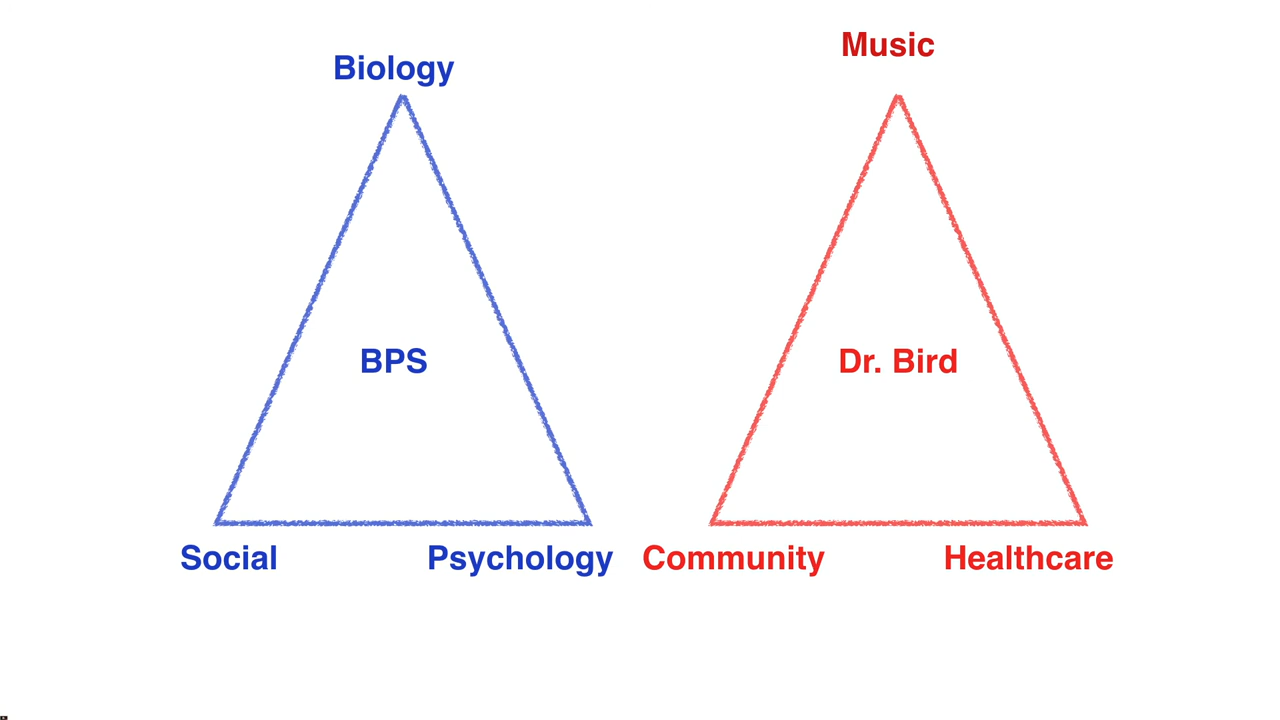 Biology
BPS
Social
Psychology
Music
Dr. Bird
Community
Healthcare